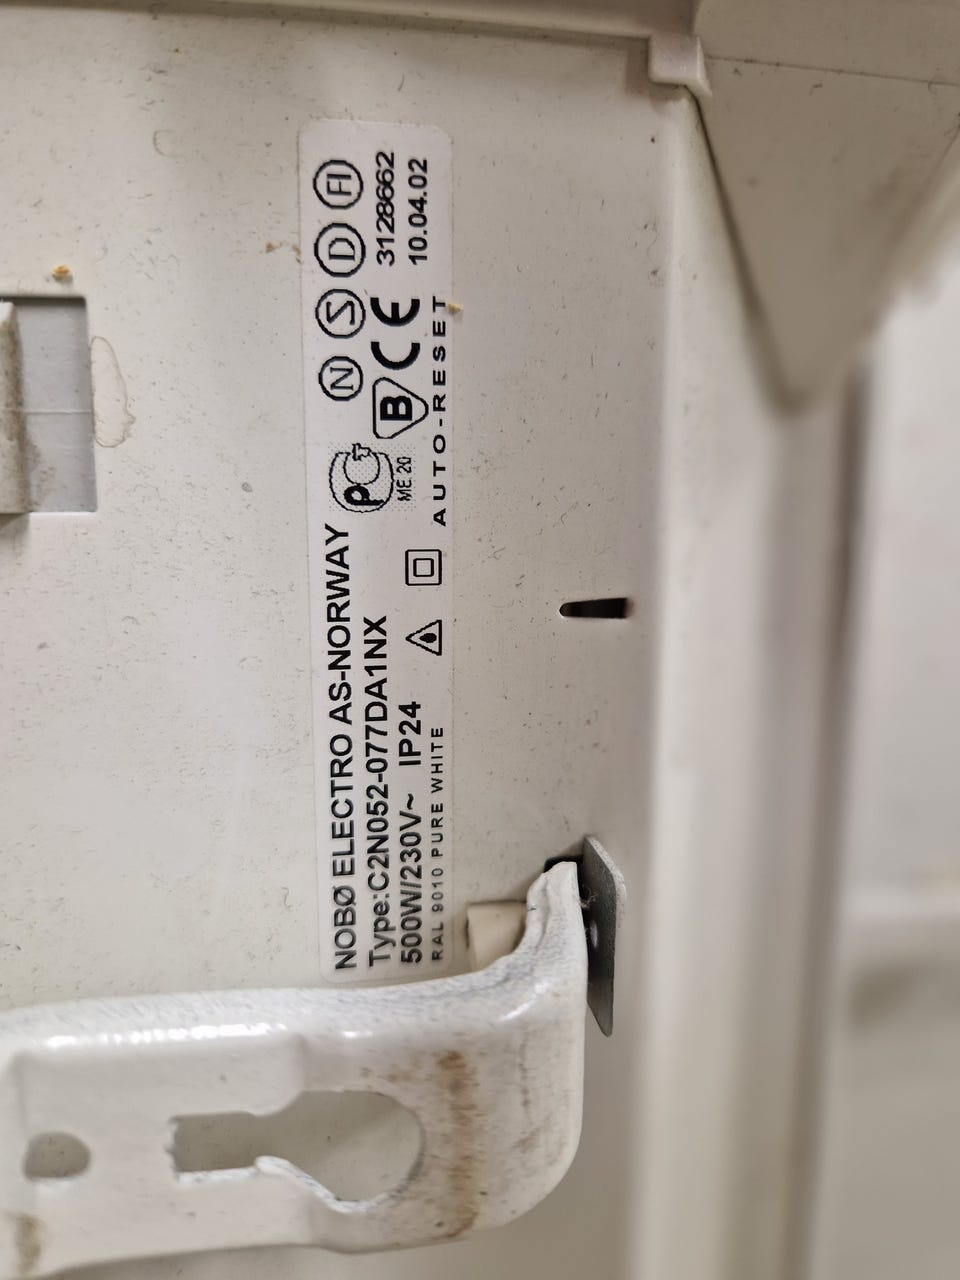 NOBØ ELECTRO AS-NORWAY
Type:C2N052-077DA1NX
500W/230V~ IP24
RAL 9010 PURE WHITE
PCT
ME 20
N S D FI
B CE
AUTO-RESET
3128662
10.04.02